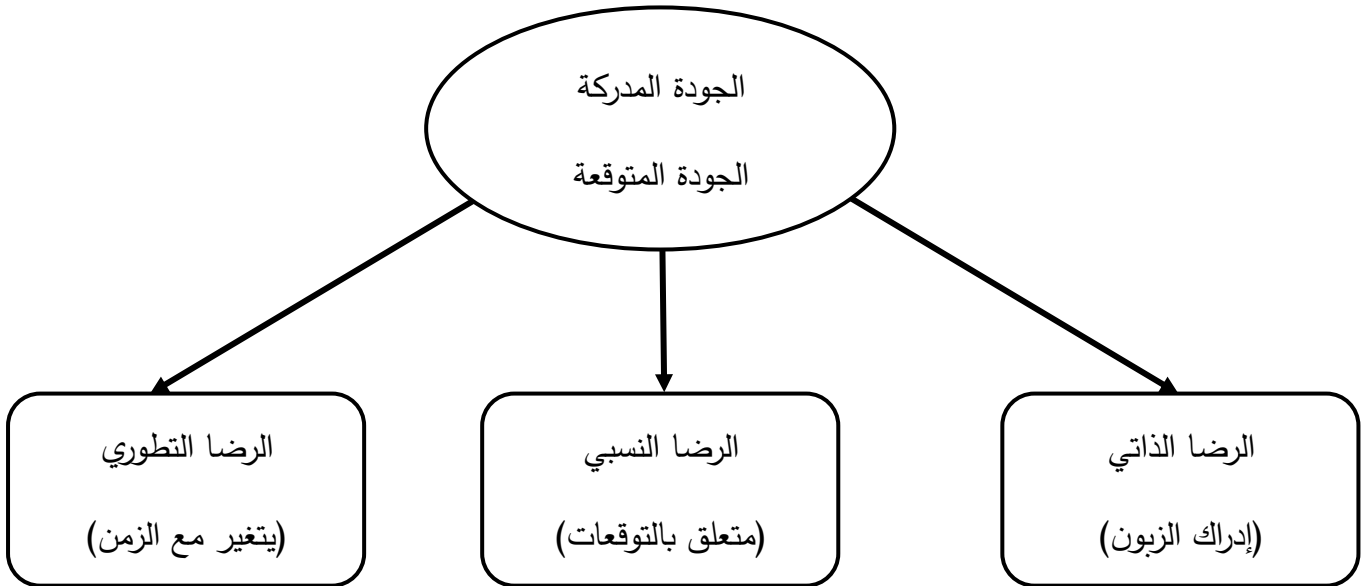 الجودة المدركة
الجودة المتوقعة
الرضا الذاتي
(إدراك الزبون)
الرضا النسبي
(متعلق بالتوقعات)
الرضا التطوري
(يتغير مع الزمن)